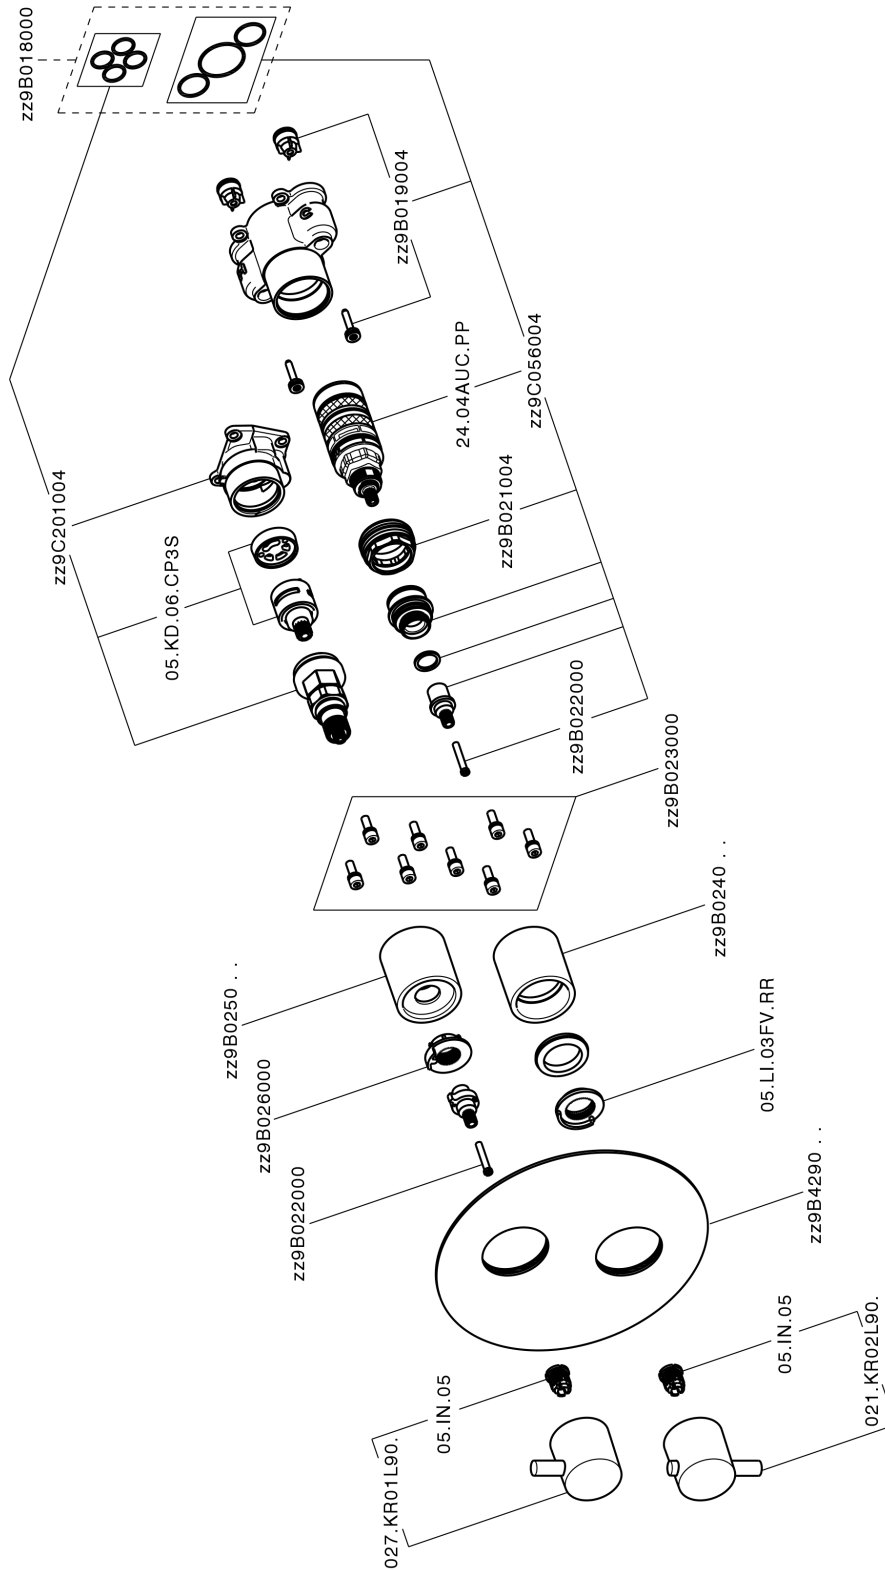 zz9B018000
zz9B019004
24.04AUC.PP
zz9C056004
zz9C201004
05.KD.06.CP3S
zz9B021004
zz9B022000
zz9B023000
zz9B0240 . .
zz9B0250 . .
zz9B026000
05.LI.03FV.RR
zz9B022000
zz9B4290 . .
05.IN.05
05.IN.05
021.KR02L90.
027.KR01L90.